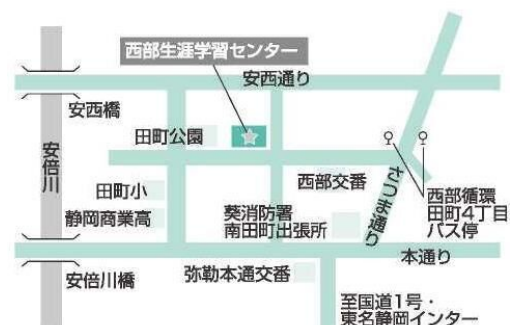 西部生涯学習センター
安西通り
安西橋
田町公園
安倍川
西部交番
さつま通り
西部循環
田町4丁目
バス停
田町小
静岡商業高
葵消防署
南田町出張所
本通り
安倍川橋
弥勒本通交番
至国道1号・
東名静岡インター